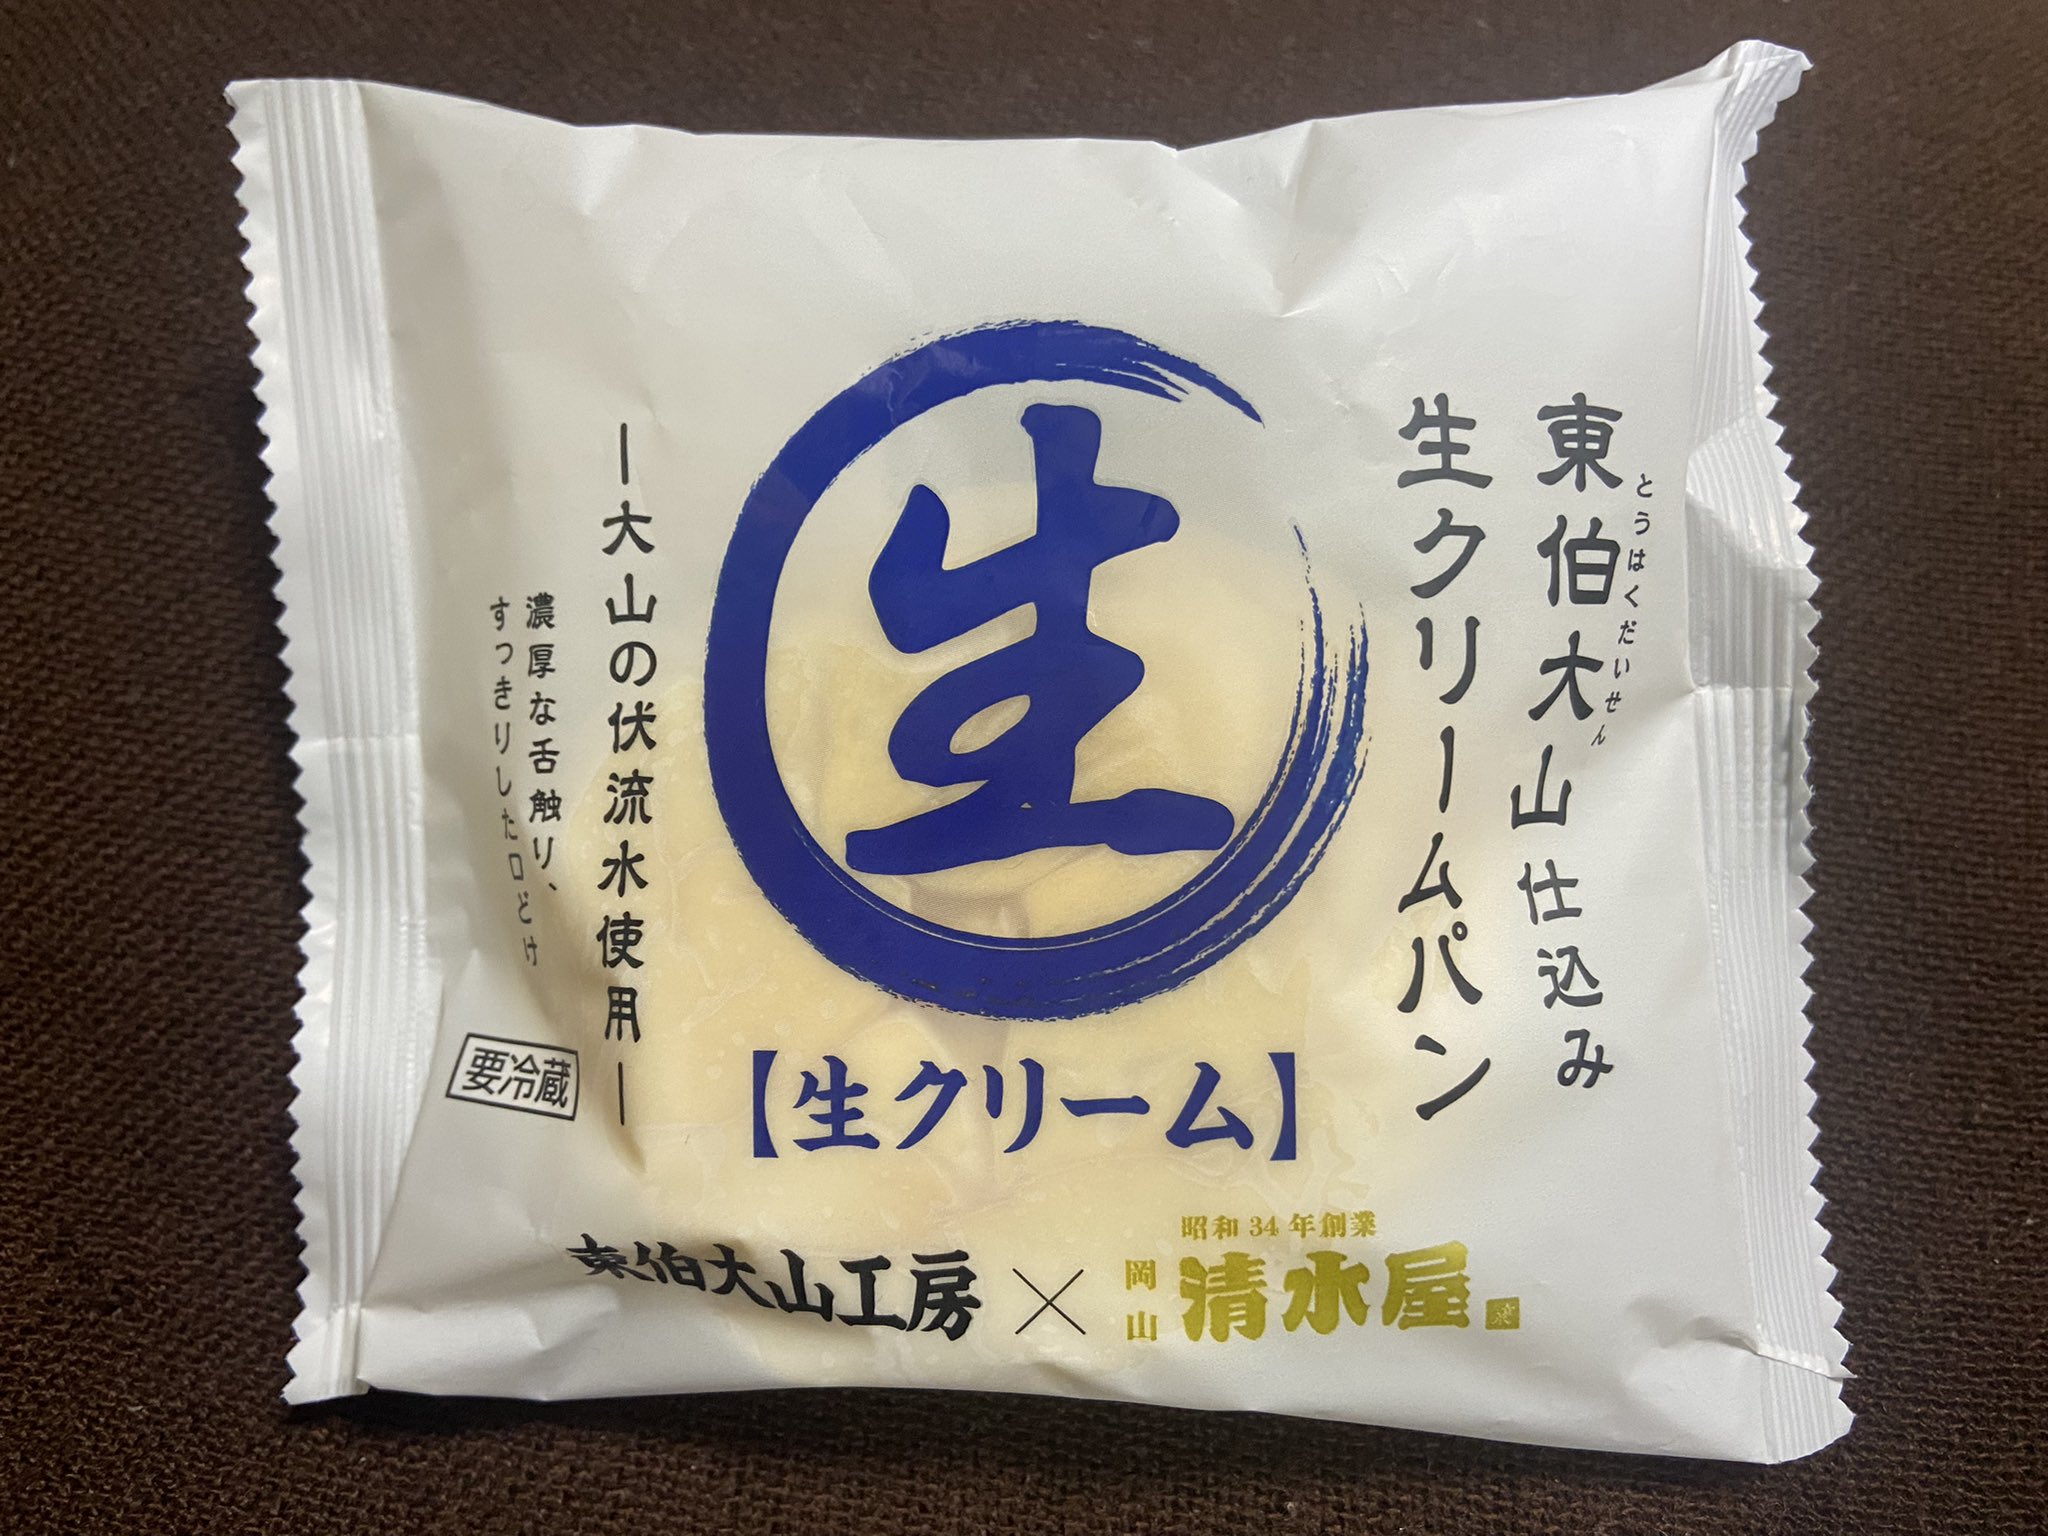 東伯大山仕込み
とうはくだいせん
生クリームパン
生
【生クリーム】
―大山の伏流水使用―
濃厚な舌触り、
すっきりした口どけ
要冷蔵
東伯大山工房
×
昭和34年創業
岡山
清水屋